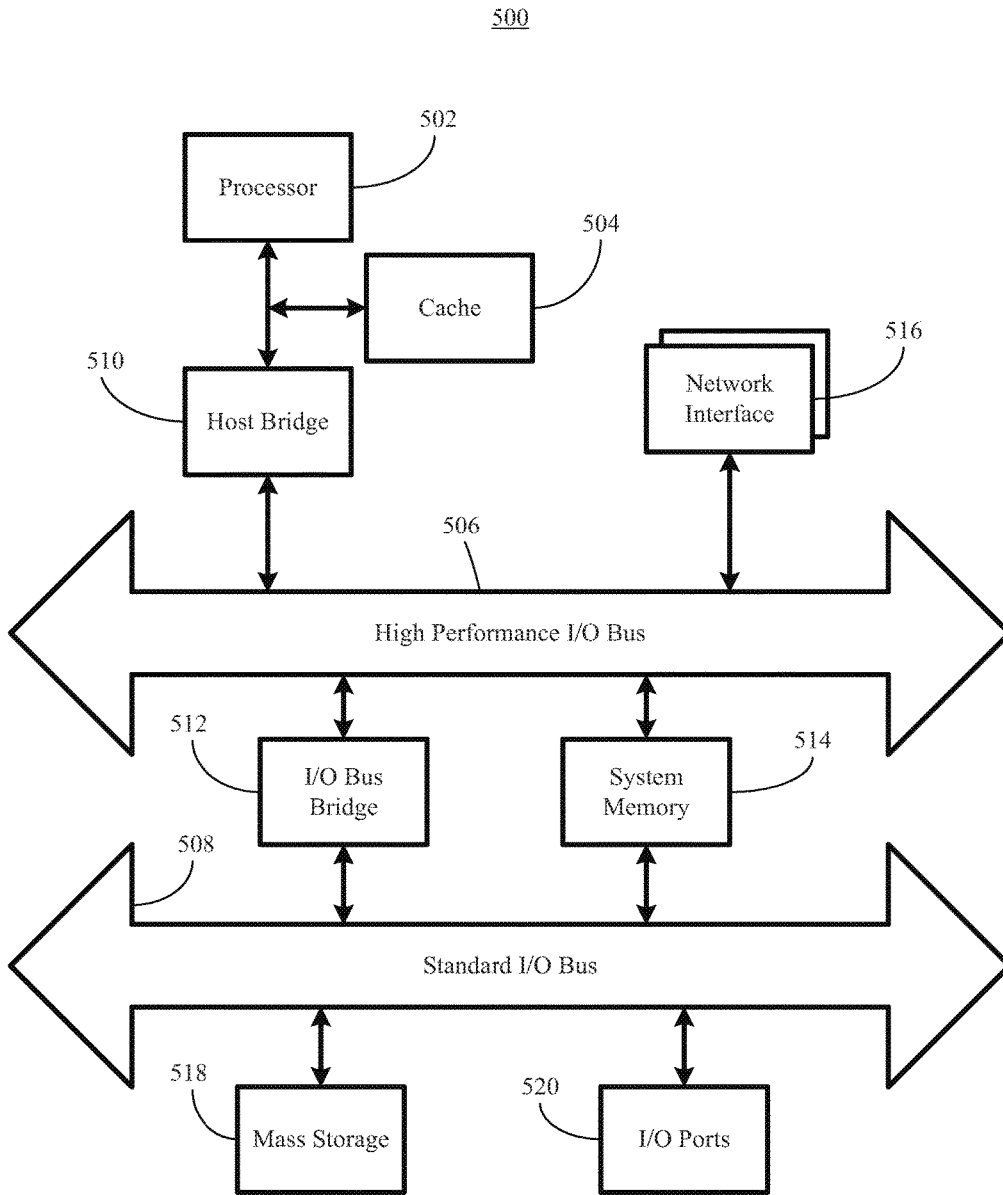 500
502
Processor
504
Cache
510
516
Host Bridge
Network
Interface
506
High Performance I/O Bus
512
514
I/O Bus
Bridge
System
Memory
508
Standard I/O Bus
518
520
Mass Storage
I/O Ports